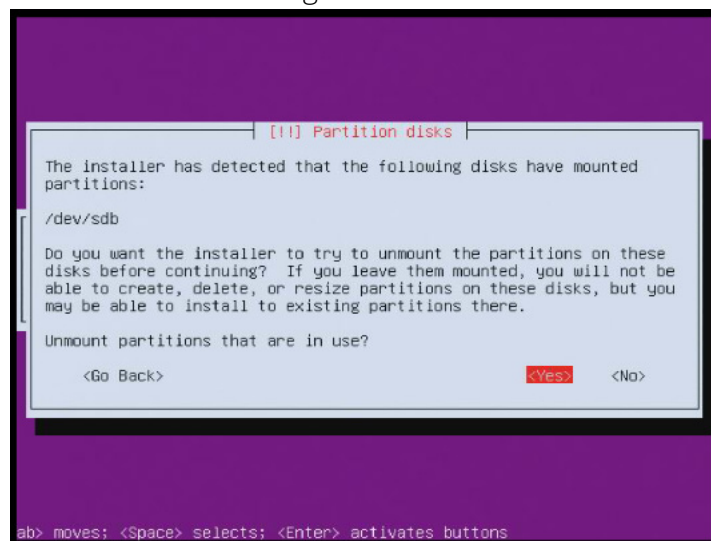 [!!] Partition disks
The installer has detected that the following disks have mounted
partitions:
/dev/sdb
Do you want the installer to try to unmount the partitions on these
disks before continuing?  If you leave them mounted, you will not be
able to create, delete, or resize partitions on these disks, but you
may be able to install to existing partitions there.
Unmount partitions that are in use?
<Go Back> <Yes> <No>
ab> moves; <Space> selects; <Enter> activates buttons